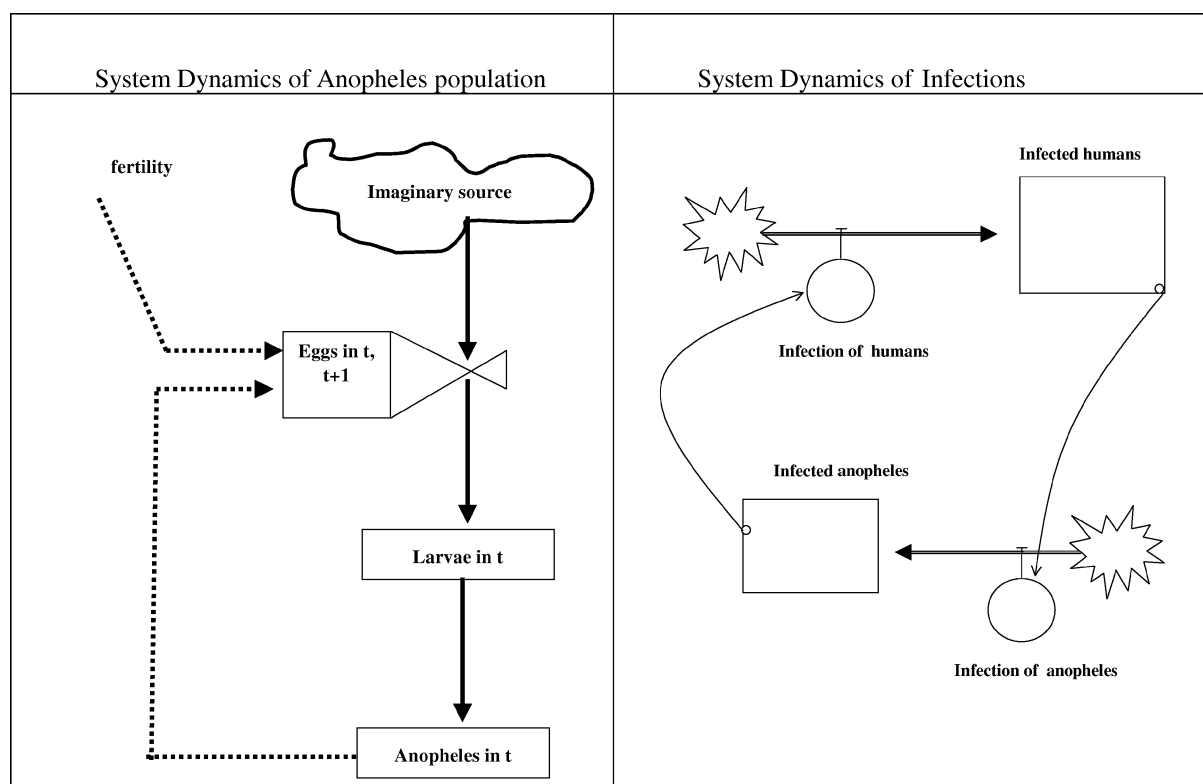 System Dynamics of Anopheles population
System Dynamics of Infections
fertility
Imaginary source
Eggs in t,
t+1
Larvae in t
Anopheles in t
Infected humans
Infection of humans
Infected anopheles
Infection of anopheles